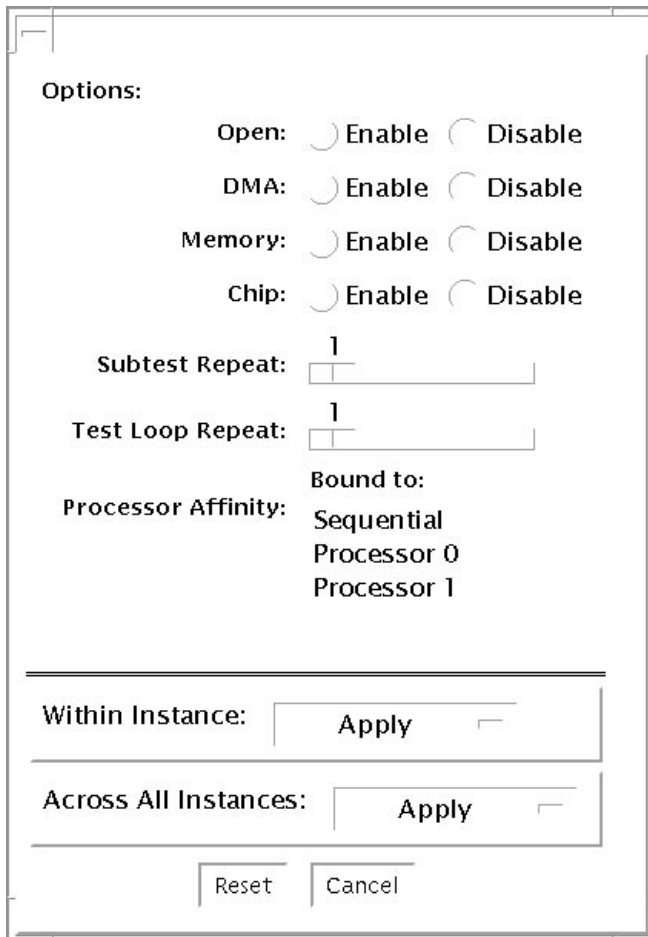 Options:
Open: Enable Disable
DMA: Enable Disable
Memory: Enable Disable
Chip: Enable Disable
1
Subtest Repeat:
1
Test Loop Repeat:
Bound to:
Processor Affinity:
Sequential
Processor 0
Processor 1
Within Instance: Apply
Across All Instances: Apply
Reset Cancel